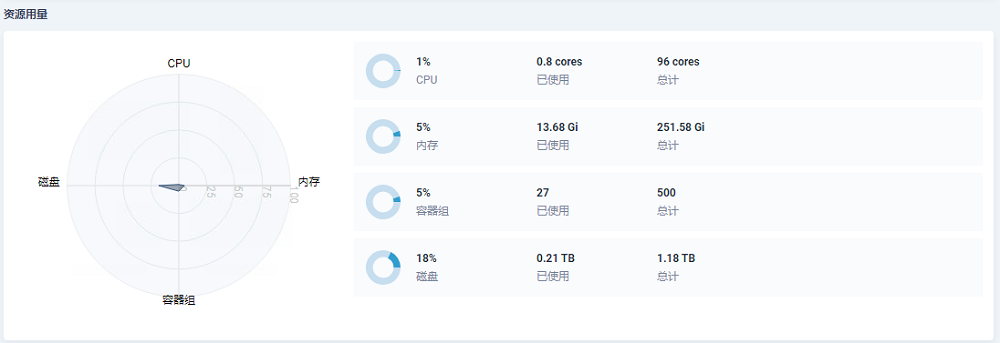 资源用量
CPU
内存
容器组
磁盘
0
25
50
75
100
1% 0.8 cores 96 cores
CPU 已使用 总计
5% 13.68 Gi 251.58 Gi
内存 已使用 总计
5% 27 500
容器组 已使用 总计
18% 0.21 TB 1.18 TB
磁盘 已使用 总计